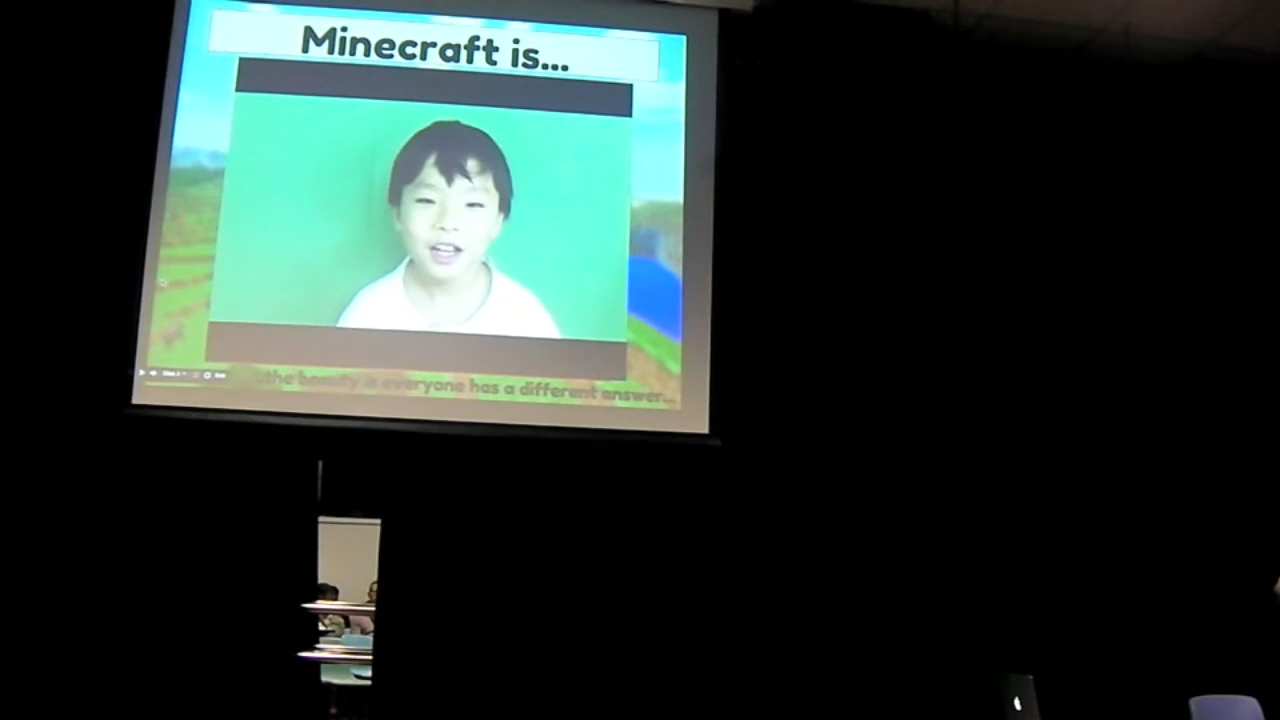 Minecraft is...
...the beauty is everyone has a different answer...